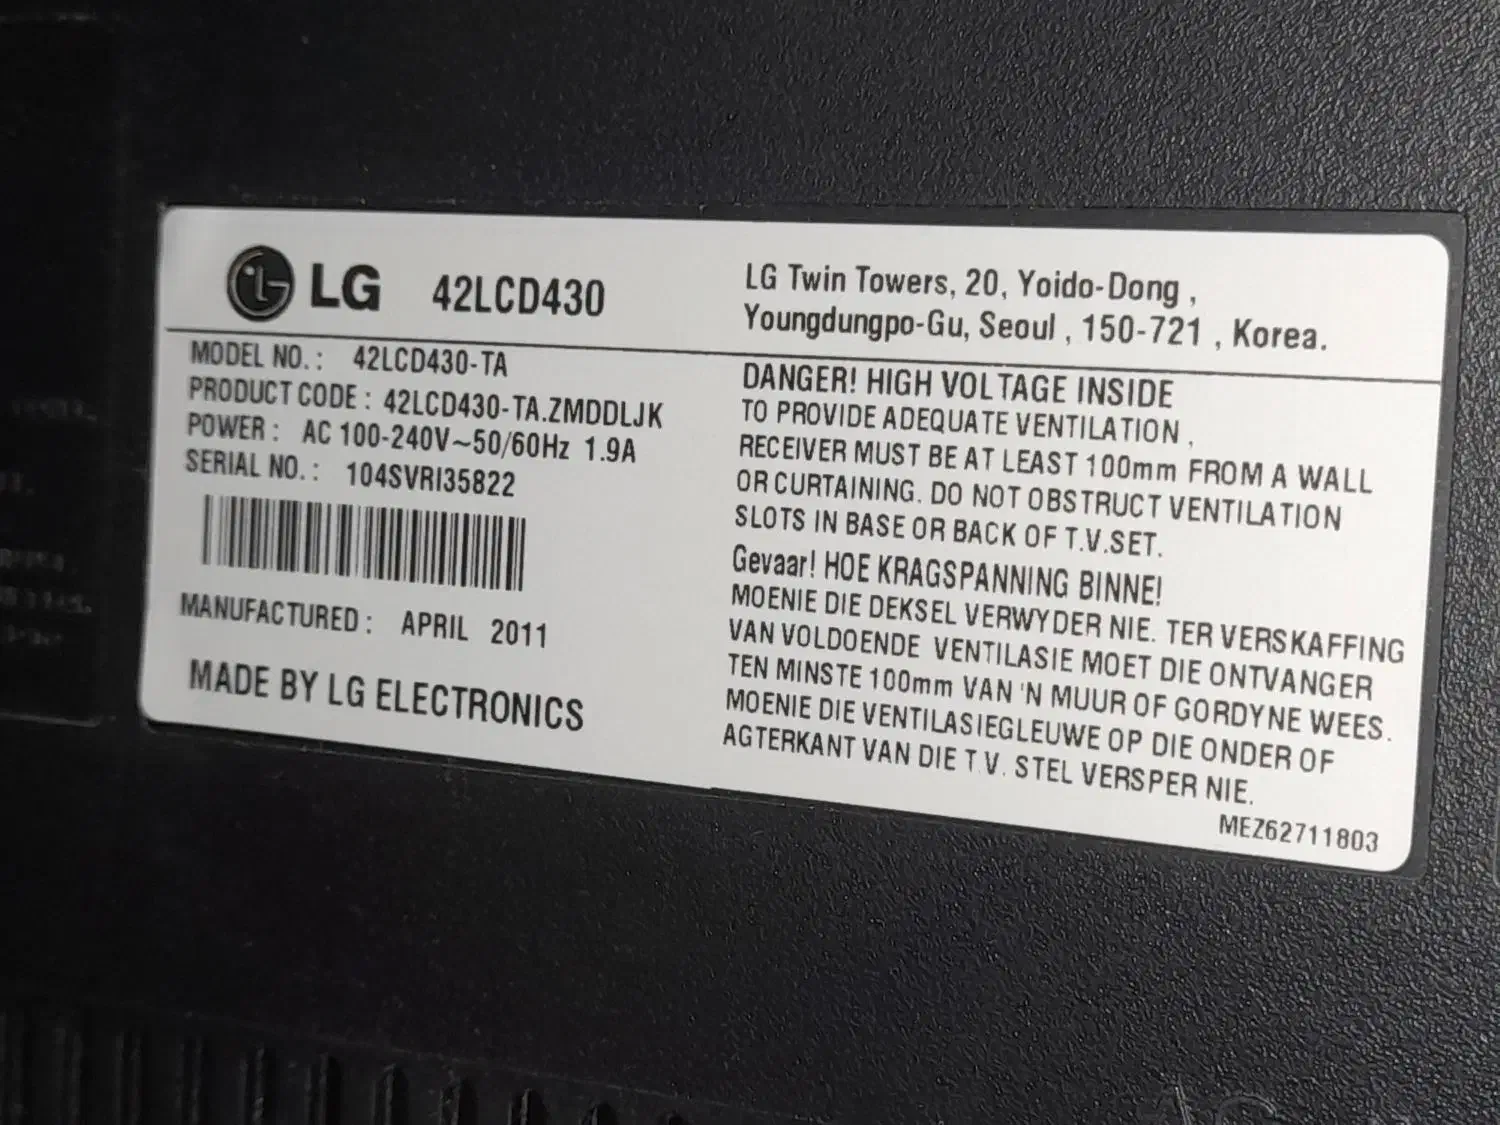 LG 42LCD430
LG Twin Towers, 20, Yoido-Dong ,
Youngdungpo-Gu, Seoul , 150-721 , Korea.
MODEL NO. : 42LCD430-TA
PRODUCT CODE : 42LCD430-TA.ZMDDLJK
POWER : AC 100-240V~50/60Hz 1.9A
SERIAL NO. : 104SVRI35822
MANUFACTURED : APRIL 2011
MADE BY LG ELECTRONICS
DANGER! HIGH VOLTAGE INSIDE
TO PROVIDE ADEQUATE VENTILATION ,
RECEIVER MUST BE AT LEAST 100mm FROM A WALL
OR CURTAINING. DO NOT OBSTRUCT VENTILATION
SLOTS IN BASE OR BACK OF T.V.SET.
Gevaar! HOE KRAGSPANNING BINNE!
MOENIE DIE DEKSEL VERWYDER NIE. TER VERSKAFFING
VAN VOLDOENDE VENTILASIE MOET DIE ONTVANGER
TEN MINSTE 100mm VAN 'N MUUR OF GORDYNE WEES.
MOENIE DIE VENTILASIEGLEUWE OP DIE ONDER OF
AGTERKANT VAN DIE T V. STEL VERSPER NIE.
MEZ62711803